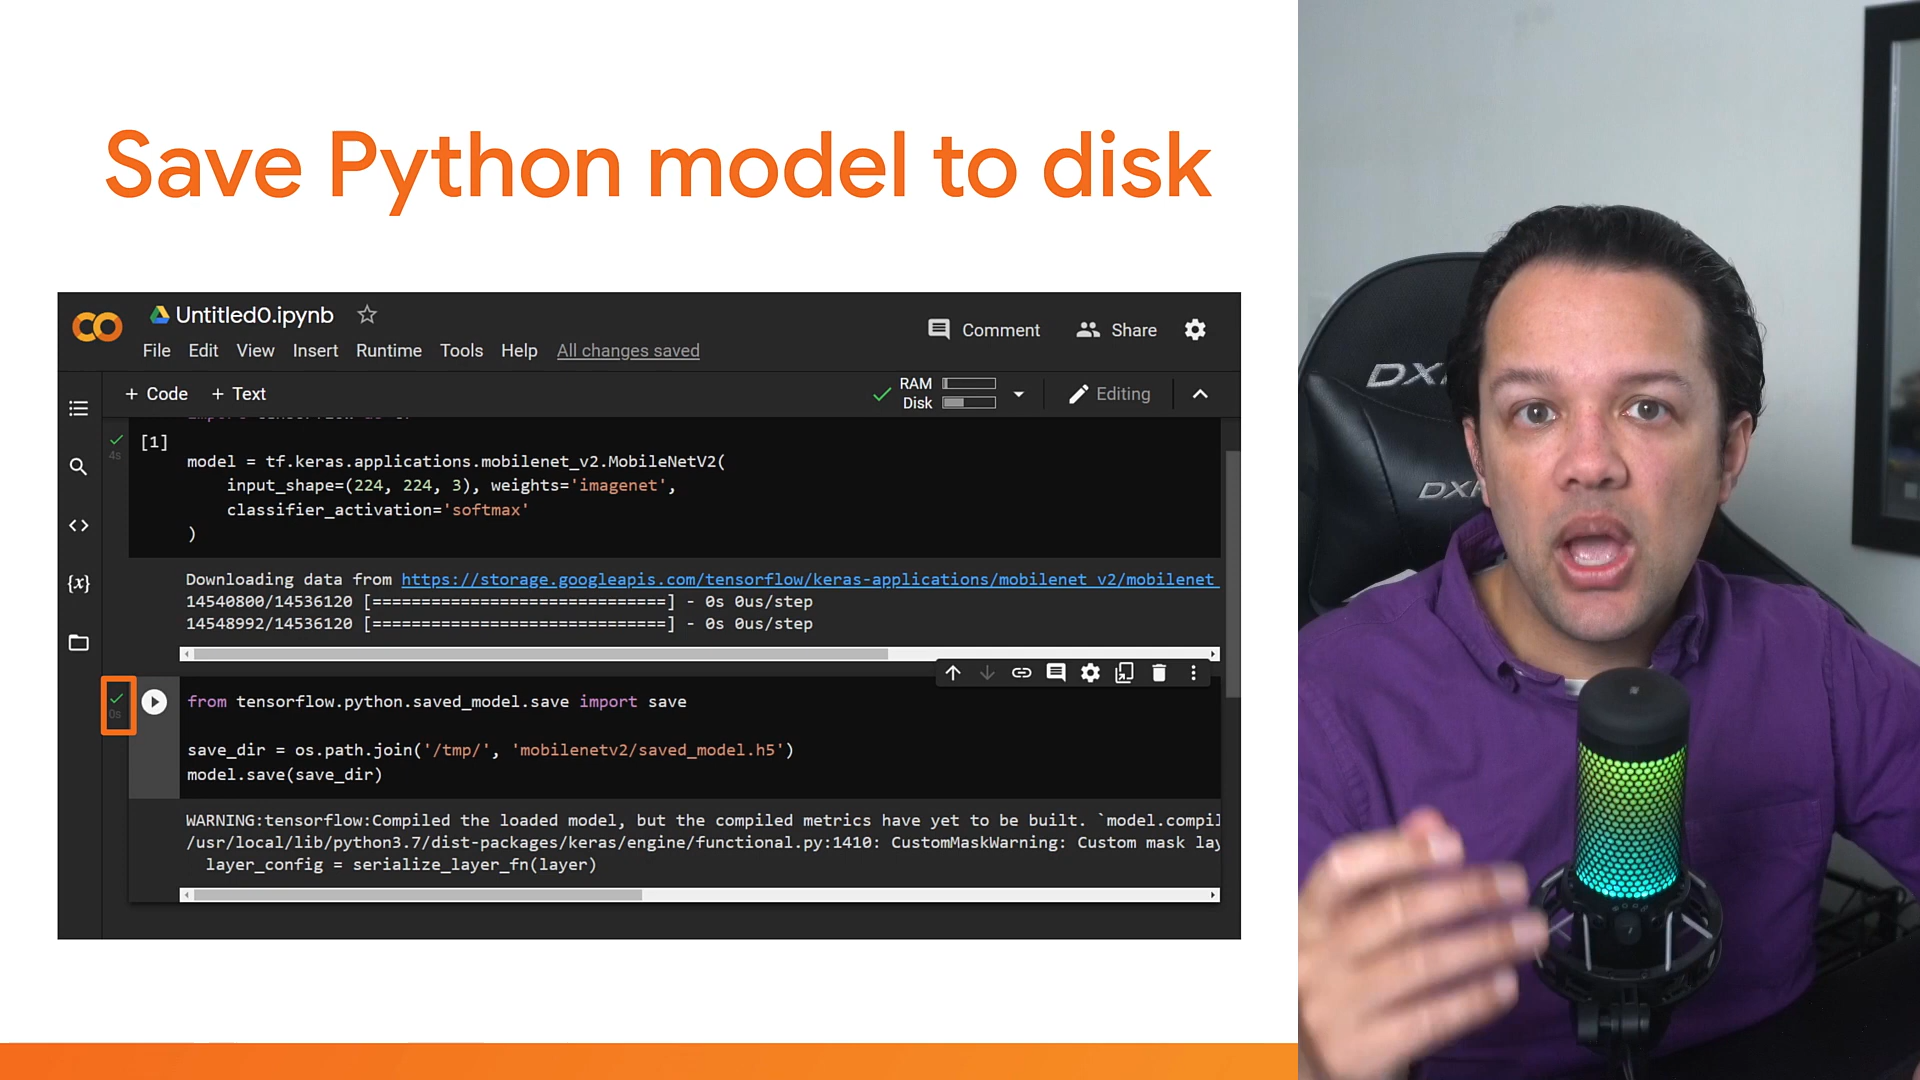 Save Python model to disk
Untitled0.ipynb
Comment
Share
File Edit View Insert Runtime Tools Help All changes saved
+ Code + Text
RAM
Disk
Editing
[1]
4s
model = tf.keras.applications.mobilenet_v2.MobileNetV2(
input_shape=(224, 224, 3), weights='imagenet',
classifier_activation='softmax'
)
Downloading data from https://storage.googleapis.com/tensorflow/keras-applications/mobilenet_v2/mobilenet_
14540800/14536120 [==============================] - 0s 0us/step
14548992/14536120 [==============================] - 0s 0us/step
0s
from tensorflow.python.saved_model.save import save
save_dir = os.path.join('/tmp/', 'mobilenetv2/saved_model.h5')
model.save(save_dir)
WARNING:tensorflow:Compiled the loaded model, but the compiled metrics have yet to be built. `model.compil
/usr/local/lib/python3.7/dist-packages/keras/engine/functional.py:1410: CustomMaskWarning: Custom mask lay
layer_config = serialize_layer_fn(layer)